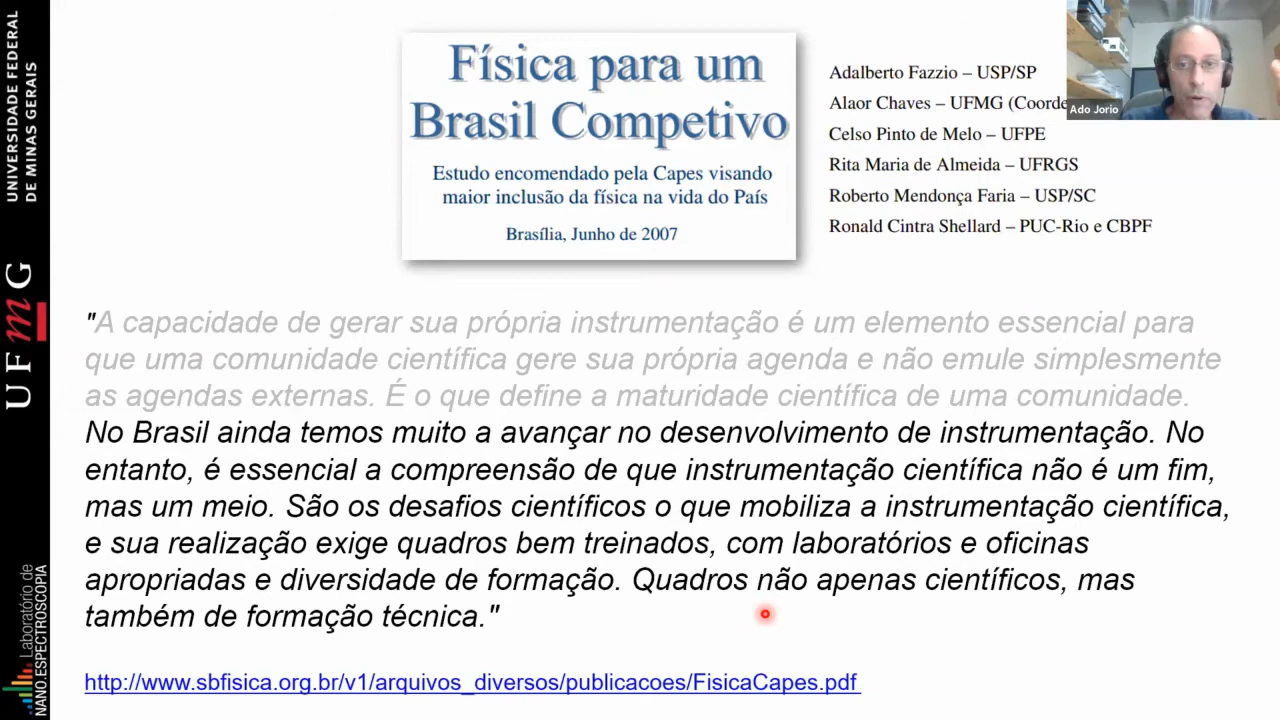 UNIVERSIDADE FEDERAL
DE MINAS GERAIS
UFmG
Laboratório de
NANO.ESPECTROSCOPIA
Física para um
Brasil Competivo
Estudo encomendado pela Capes visando
maior inclusão da física na vida do País
Brasília, Junho de 2007
Adalberto Fazzio – USP/SP
Alaor Chaves – UFMG (Coorde
Celso Pinto de Melo – UFPE
Rita Maria de Almeida – UFRGS
Roberto Mendonça Faria – USP/SC
Ronald Cintra Shellard – PUC-Rio e CBPF
Ado Jorio
"A capacidade de gerar sua própria instrumentação é um elemento essencial para
que uma comunidade científica gere sua própria agenda e não emule simplesmente
as agendas externas. É o que define a maturidade científica de uma comunidade.
No Brasil ainda temos muito a avançar no desenvolvimento de instrumentação. No
entanto, é essencial a compreensão de que instrumentação científica não é um fim,
mas um meio. São os desafios científicos o que mobiliza a instrumentação científica,
e sua realização exige quadros bem treinados, com laboratórios e oficinas
apropriadas e diversidade de formação. Quadros não apenas científicos, mas
também de formação técnica."
http://www.sbfisica.org.br/v1/arquivos_diversos/publicacoes/FisicaCapes.pdf